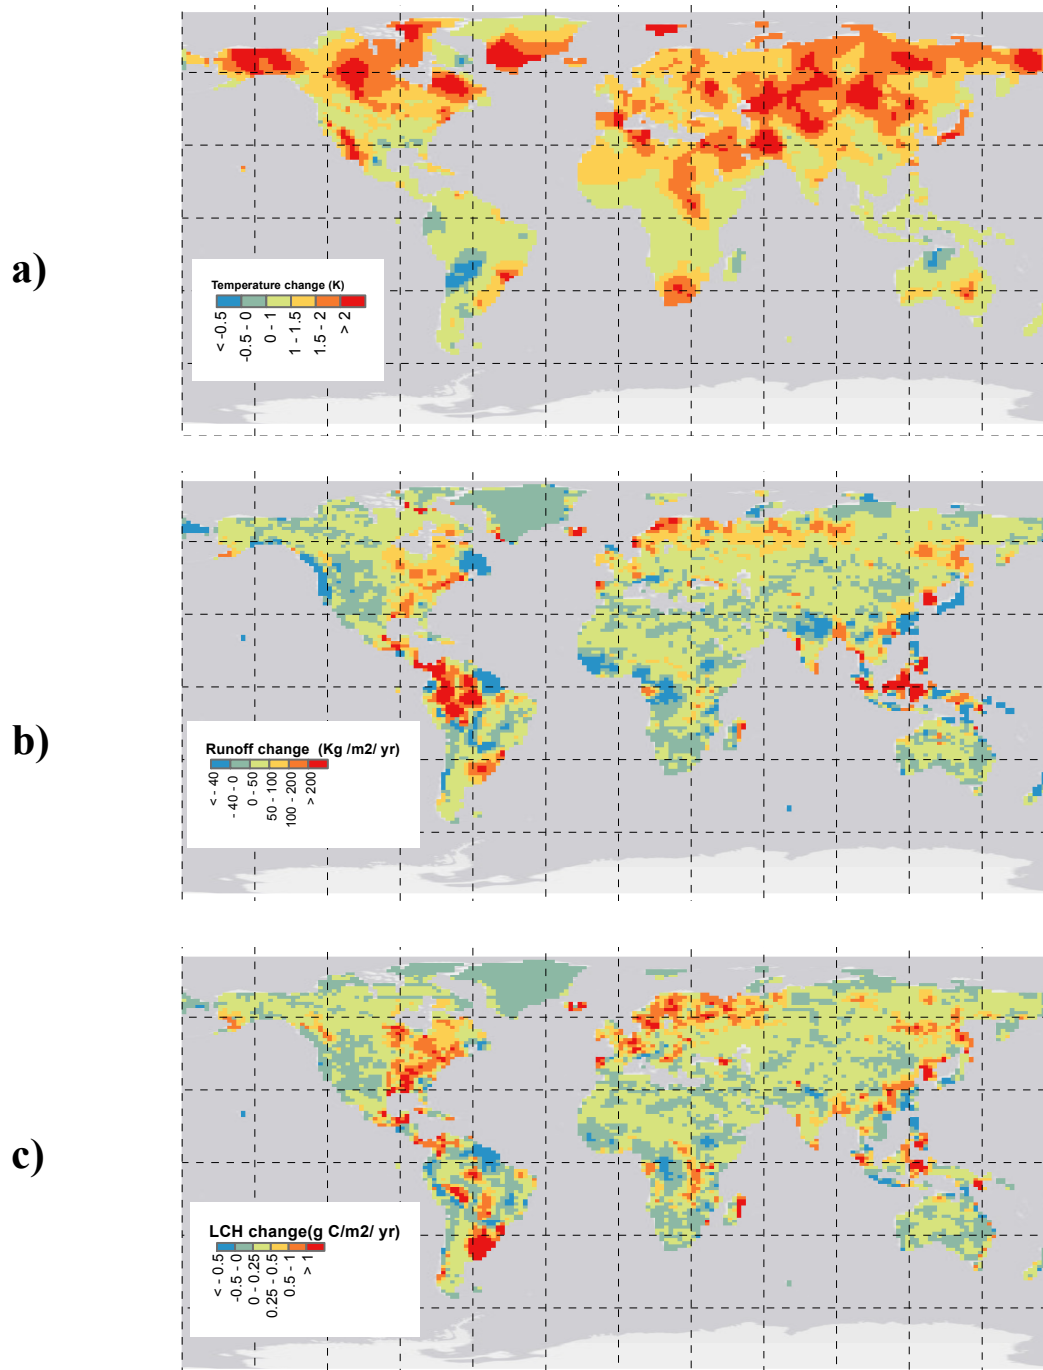 a)
Temperature change (K)
< -0.5
-0.5 - 0
0 - 1
1 - 1.5
1.5 - 2
> 2
b)
Runoff change (Kg /m2/ yr)
< - 40
- 40 - 0
0 - 50
50 - 100
100 - 200
> 200
c)
LCH change(g C/m2/ yr)
< - 0.5
-0.5 - 0
0 - 0.25
0.25 - 0.5
0.5 - 1
> 1